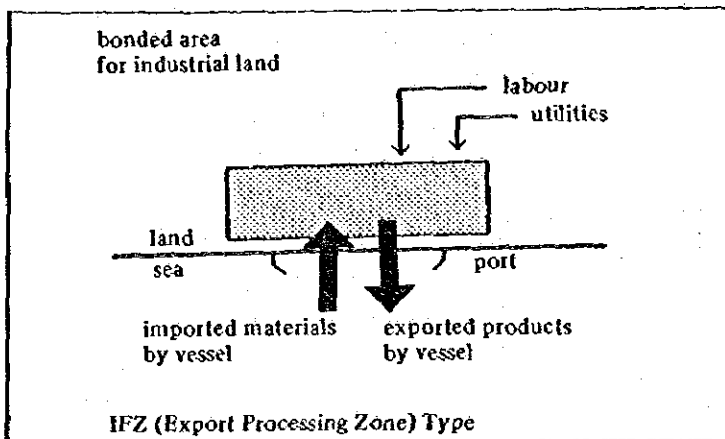 bonded area
for industrial land
labour
utilities
land
sea
port
imported materials
by vessel
exported products
by vessel
IFZ (Export Processing Zone) Type